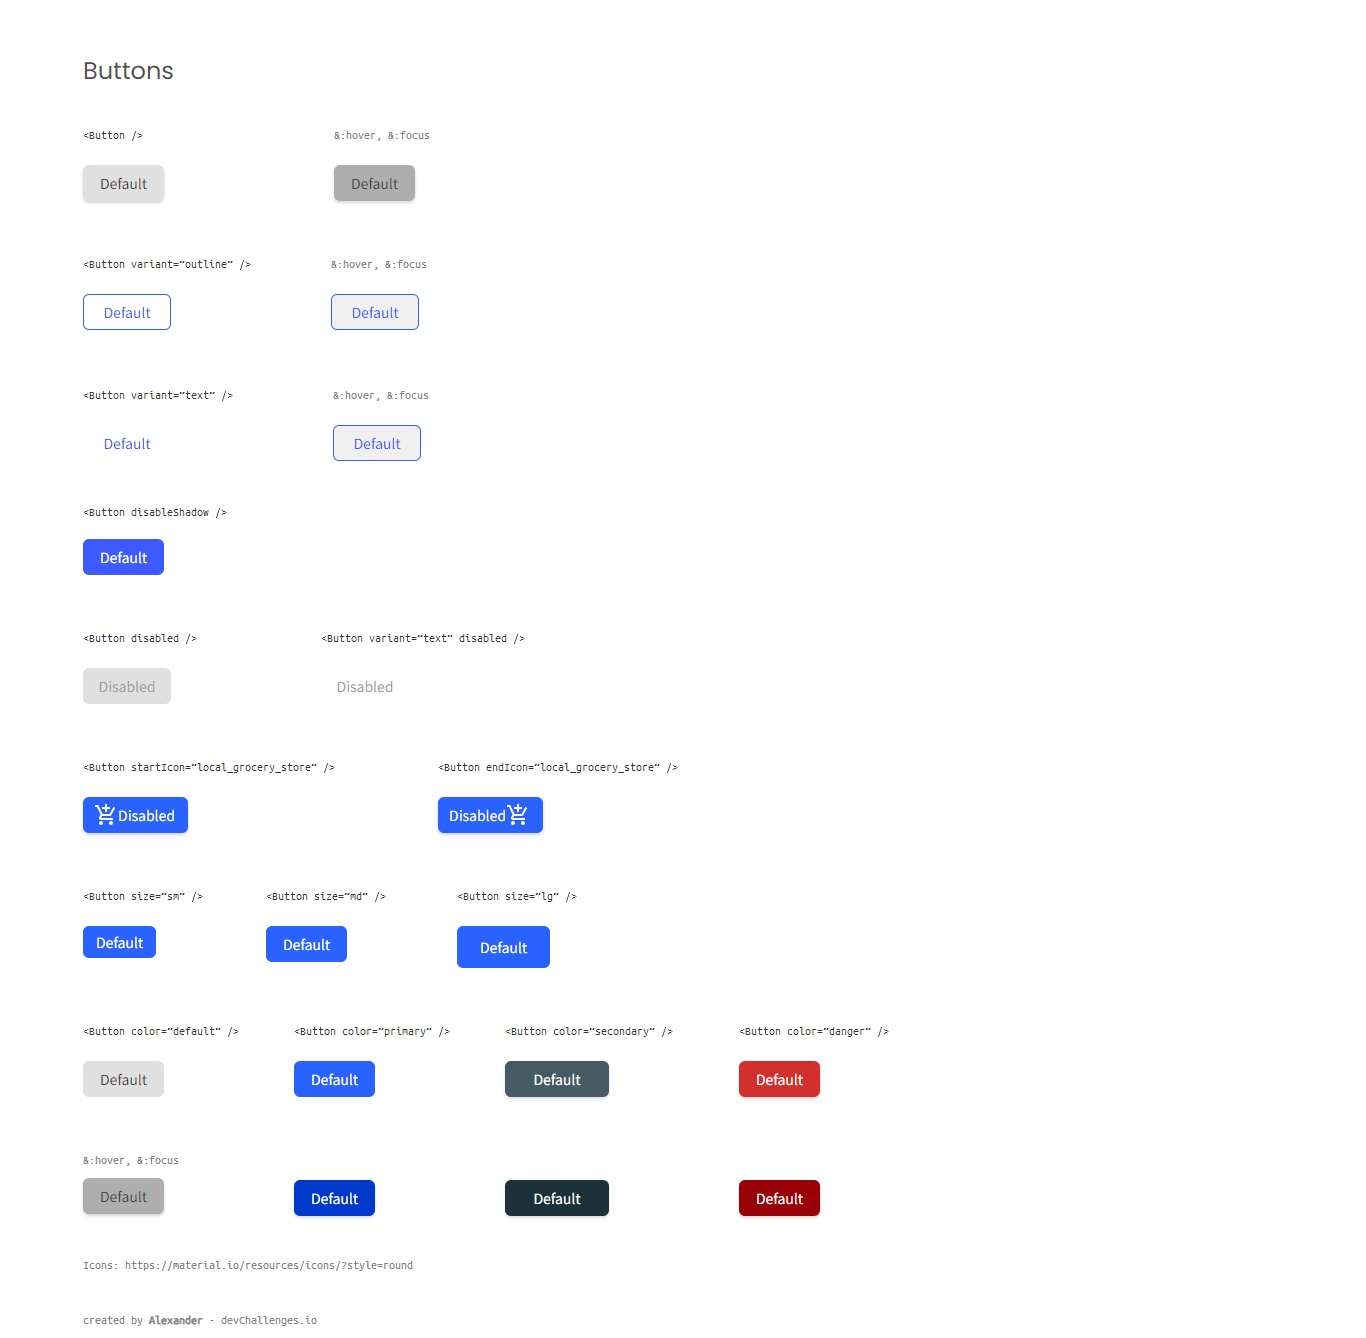 Buttons
<Button />
&:hover, &:focus
Default
Default
<Button variant=”outline” />
&:hover, &:focus
Default
Default
<Button variant=”text” />
&:hover, &:focus
Default
Default
<Button disableShadow />
Default
<Button disabled />
<Button variant=”text” disabled />
Disabled
Disabled
<Button startIcon=”local_grocery_store” />
<Button endIcon=”local_grocery_store” />
Disabled
Disabled
<Button size=”sm” />
<Button size=”md” />
<Button size=”lg” />
Default
Default
Default
<Button color=”default” />
<Button color=”primary” />
<Button color=”secondary” />
<Button color=”danger” />
Default
Default
Default
Default
&:hover, &:focus
Default
Default
Default
Default
Icons: https://material.io/resources/icons/?style=round
created by Alexander - devChallenges.io